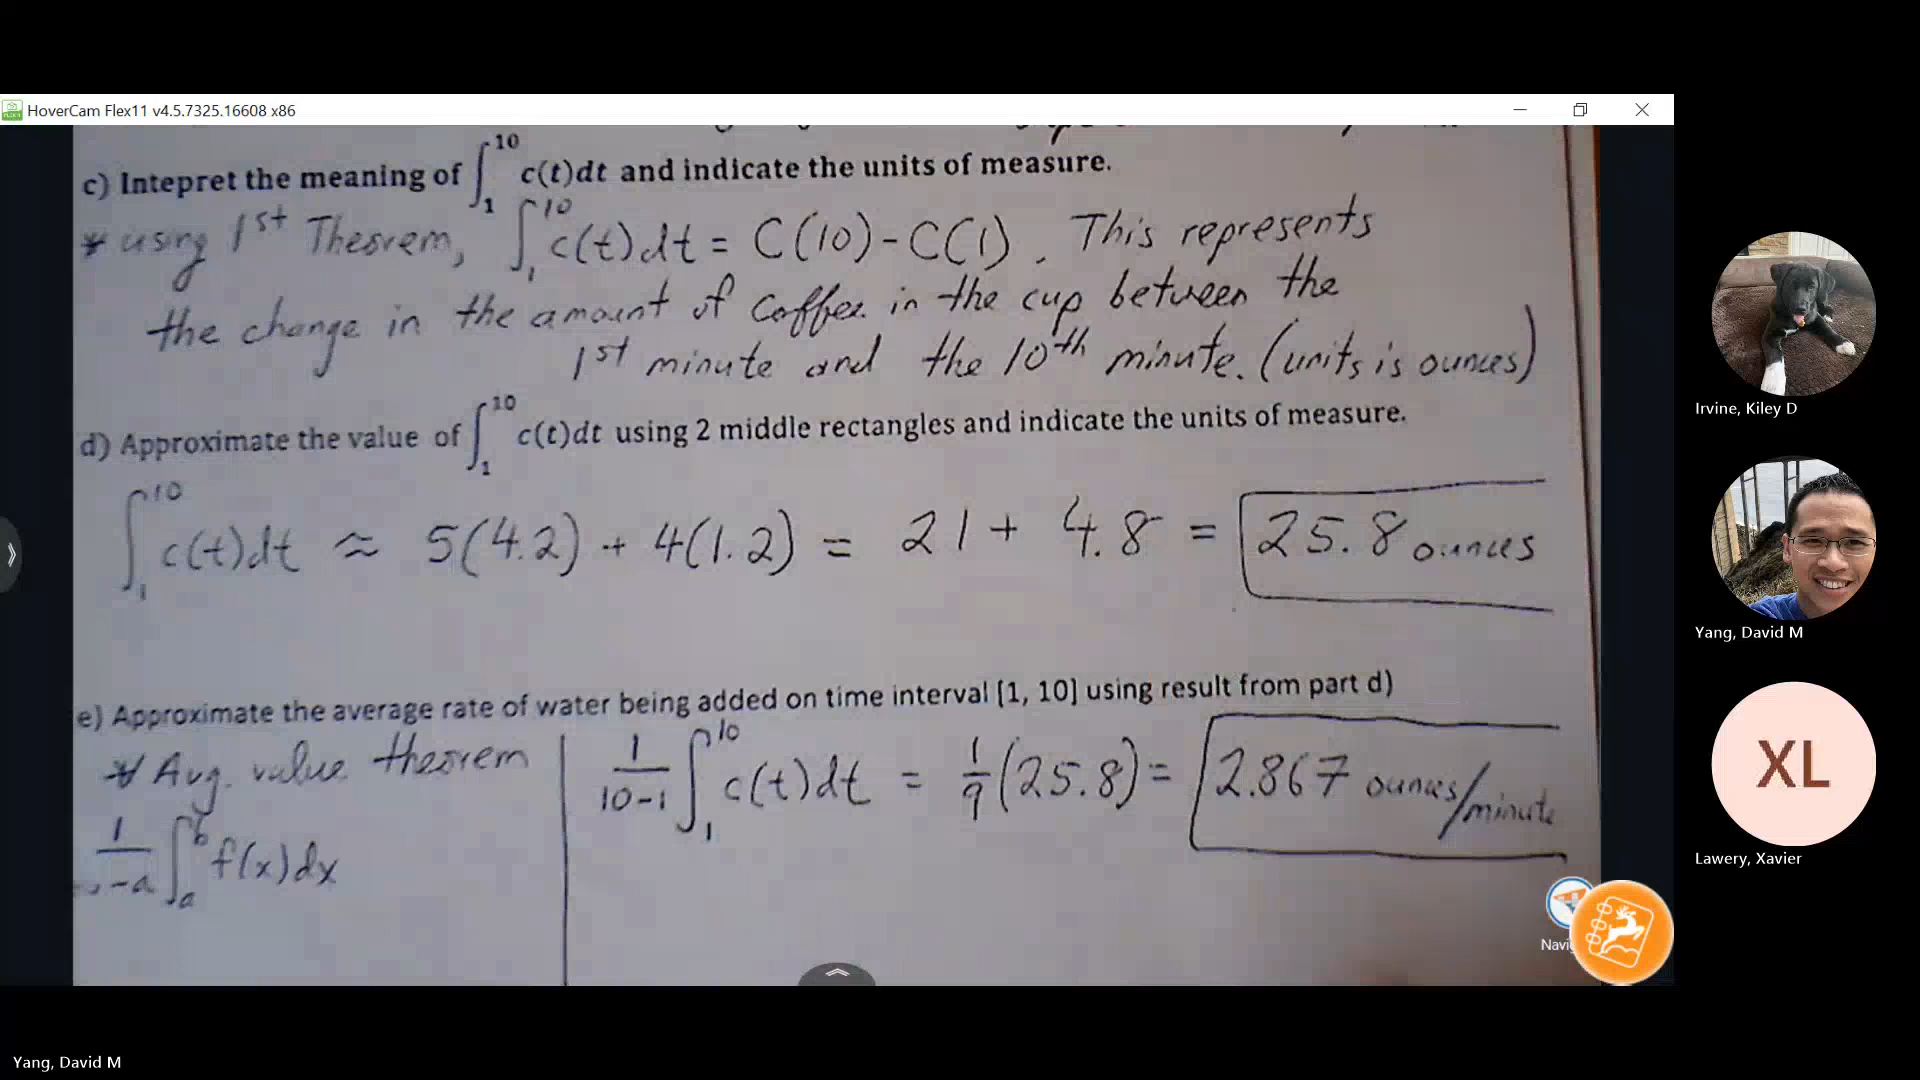 HoverCam Flex11 v4.5.7325.16608 x86
c) Intepret the meaning of ∫₁¹⁰ c(t)dt and indicate the units of measure.
* using 1st Theorem, ∫₁¹⁰ c(t)dt = C(10) - C(1). This represents
the change in the amount of coffee in the cup between the
1st minute and the 10th minute. (units is ounces)
d) Approximate the value of ∫₁¹⁰ c(t)dt using 2 middle rectangles and indicate the units of measure.
∫₁¹⁰ c(t)dt ≈ 5(4.2) + 4(1.2) = 21 + 4.8 = 25.8 ounces
e) Approximate the average rate of water being added on time interval [1, 10] using result from part d)
* Avg. value theorem
1/ -a ∫ₐᵇ f(x)dx
1/10-1 ∫₁¹⁰ c(t)dt = 1/9 (25.8) = 2.867 ounces/minute
Irvine, Kiley D
Yang, David M
XL
Lawery, Xavier
Yang, David M